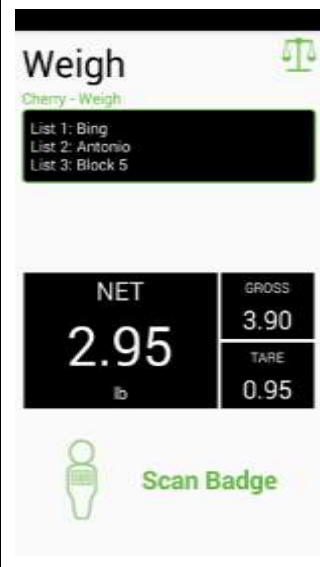 Weigh
Cherry - Weigh
List 1: Bing
List 2: Antonio
List 3: Block 5
NET
2.95
lb
GROSS
3.90
TARE
0.95
Scan Badge